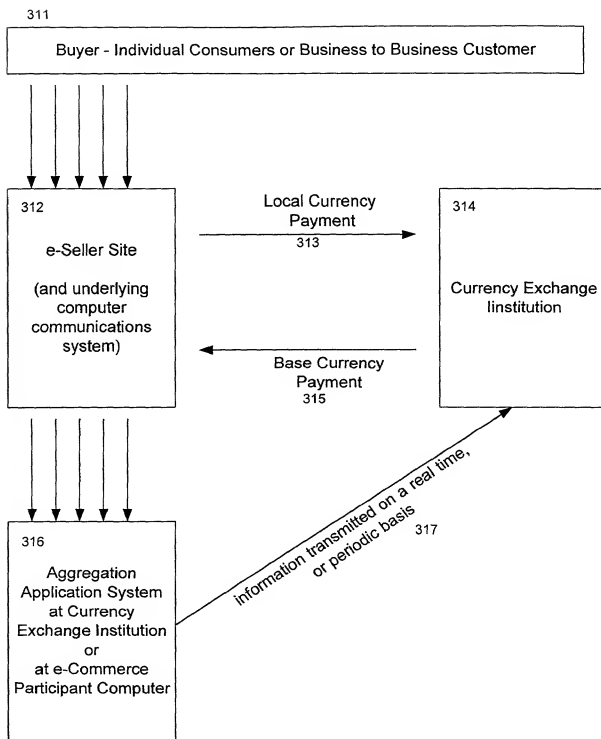 311
Buyer - Individual Consumers or Business to Business Customer
312
e-Seller Site
(and underlying
computer
communications
system)
Local Currency
Payment
313
314
Currency Exchange
Iinstitution
Base Currency
Payment
315
316
Aggregation
Application System
at Currency
Exchange Institution
or
at e-Commerce
Participant Computer
information transmitted on a real time,
or periodic basis
317